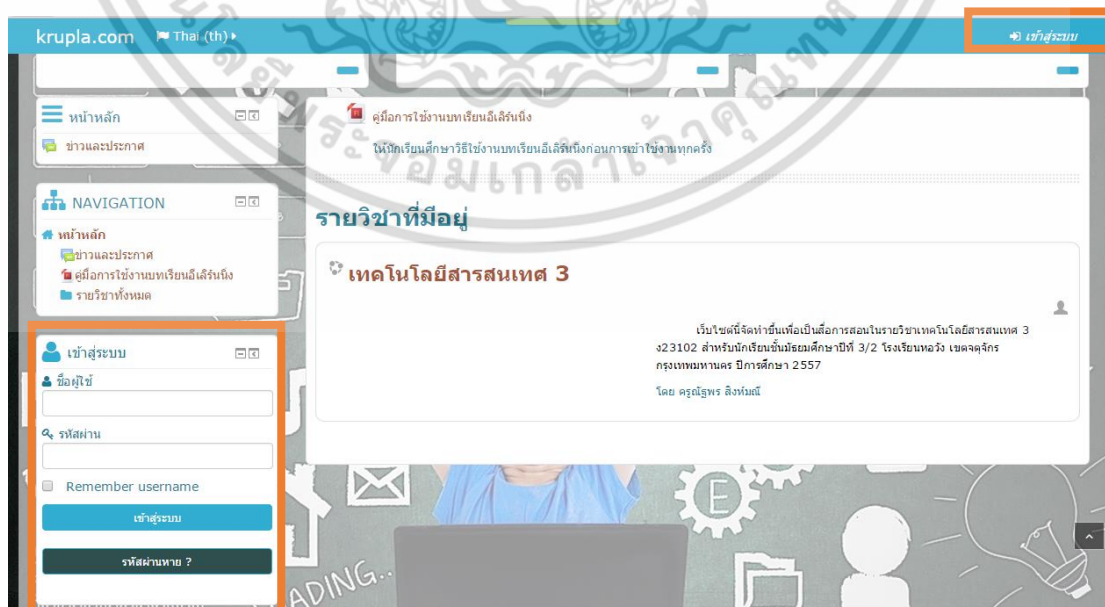 krupla.com Thai (th)
เข้าสู่ระบบ
หน้าหลัก
ข่าวและประกาศ
NAVIGATION
หน้าหลัก
ข่าวและประกาศ
คู่มือการใช้งานบทเรียนอีเลิร์นนิ่ง
รายวิชาทั้งหมด
เข้าสู่ระบบ
ชื่อผู้ใช้
รหัสผ่าน
Remember username
เข้าสู่ระบบ
รหัสผ่านหาย ?
คู่มือการใช้งานบทเรียนอีเลิร์นนิ่ง
ให้นักเรียนศึกษาวิธีใช้งานบทเรียนอีเลิร์นนิ่งก่อนการเข้าใช้งานทุกครั้ง
รายวิชาที่มีอยู่
เทคโนโลยีสารสนเทศ 3
เว็บไซต์นี้จัดทำขึ้นเพื่อเป็นสื่อการสอนในรายวิชาเทคโนโลยีสารสนเทศ 3
ง23102 สำหรับนักเรียนชั้นมัธยมศึกษาปีที่ 3/2 โรงเรียนหอวัง เขตจตุจักร
กรุงเทพมหานคร ปีการศึกษา 2557
โดย ครูณัฐพร สิงห์มณี
ADING..
E